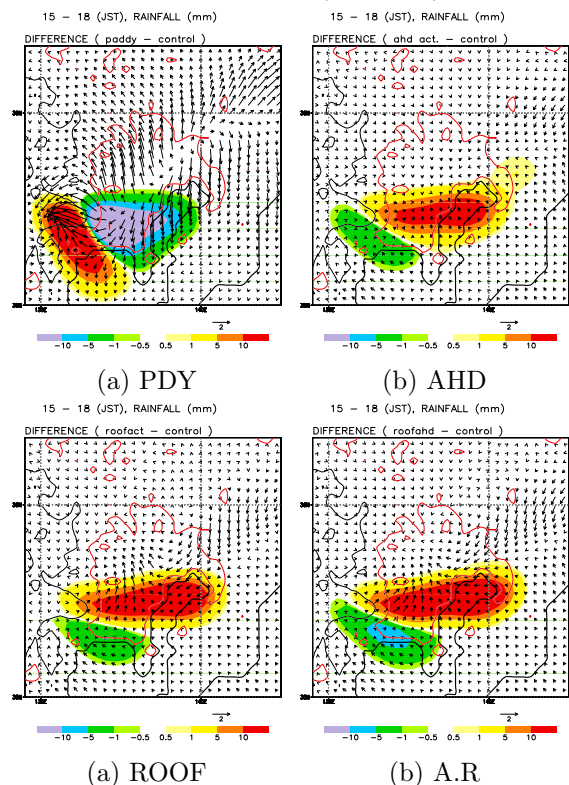 15 - 18 (JST), RAINFALL (mm)
15 - 18 (JST), RAINFALL (mm)
DIFFERENCE ( paddy - control )
DIFFERENCE ( ahd act. - control )
2
2
-10 -5 -1 -0.5 0.5 1 5 10
-10 -5 -1 -0.5 0.5 1 5 10
(a) PDY
(b) AHD
15 - 18 (JST), RAINFALL (mm)
15 - 18 (JST), RAINFALL (mm)
DIFFERENCE ( roofact - control )
DIFFERENCE ( roofahd - control )
2
2
-10 -5 -1 -0.5 0.5 1 5 10
-10 -5 -1 -0.5 0.5 1 5 10
(a) ROOF
(b) A.R